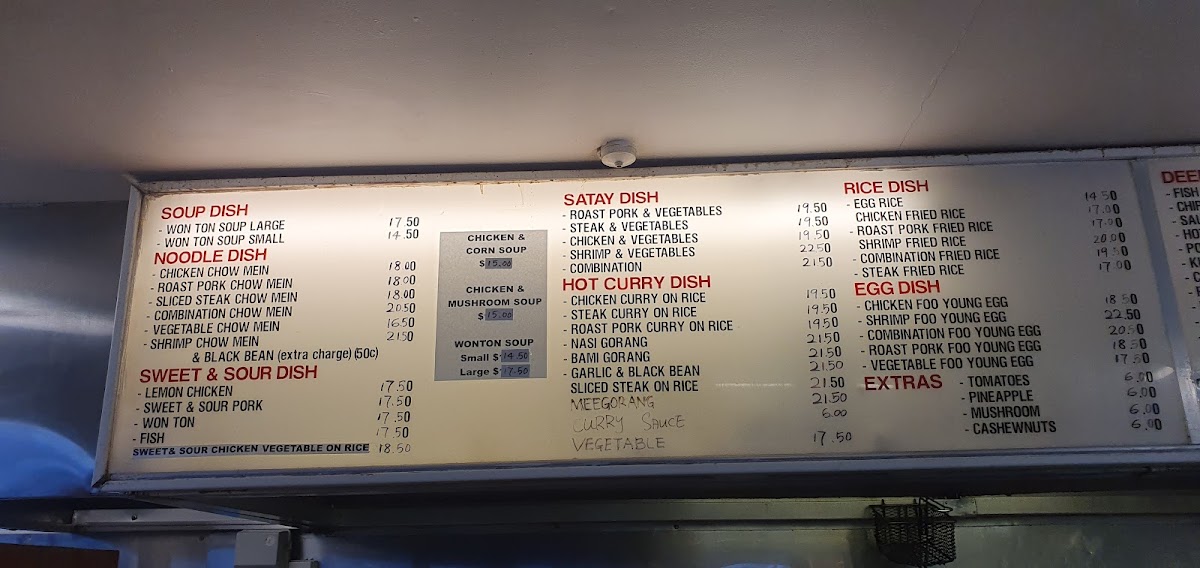 SOUP DISH
- WON TON SOUP LARGE 17.50
- WON TON SOUP SMALL 14.50
NOODLE DISH
- CHICKEN CHOW MEIN 18.00
- ROAST PORK CHOW MEIN 18.00
- SLICED STEAK CHOW MEIN 18.00
- COMBINATION CHOW MEIN 20.50
- VEGETABLE CHOW MEIN 16.50
- SHRIMP CHOW MEIN 21.50
& BLACK BEAN (extra charge) (50c)
SWEET & SOUR DISH
- LEMON CHICKEN 17.50
- SWEET & SOUR PORK 17.50
- WON TON 17.50
- FISH 17.50
SWEET& SOUR CHICKEN VEGETABLE ON RICE 18.50
CHICKEN &
CORN SOUP
$15.00
CHICKEN &
MUSHROOM SOUP
$15.00
WONTON SOUP
Small $14.50
Large $17.50
SATAY DISH
- ROAST PORK & VEGETABLES 19.50
- STEAK & VEGETABLES 19.50
- CHICKEN & VEGETABLES 19.50
- SHRIMP & VEGETABLES 22.50
- COMBINATION 21.50
HOT CURRY DISH
- CHICKEN CURRY ON RICE 19.50
- STEAK CURRY ON RICE 19.50
- ROAST PORK CURRY ON RICE 19.50
- NASI GORANG 21.50
- BAMI GORANG 21.50
- GARLIC & BLACK BEAN 21.50
SLICED STEAK ON RICE 21.50
MEEGORANG 21.50
CURRY SAUCE 6.00
VEGETABLE 17.50
RICE DISH
- EGG RICE 14.50
CHICKEN FRIED RICE 17.00
- ROAST PORK FRIED RICE 17.00
SHRIMP FRIED RICE 20.00
- COMBINATION FRIED RICE 19.50
- STEAK FRIED RICE 17.00
EGG DISH
- CHICKEN FOO YOUNG EGG 18.50
- SHRIMP FOO YOUNG EGG 22.50
- COMBINATION FOO YOUNG EGG 20.50
- ROAST PORK FOO YOUNG EGG 18.50
- VEGETABLE FOO YOUNG EGG 17.50
EXTRAS - TOMATOES 6.00
- PINEAPPLE 6.00
- MUSHROOM 6.00
- CASHEWNUTS 6.00
- FISH